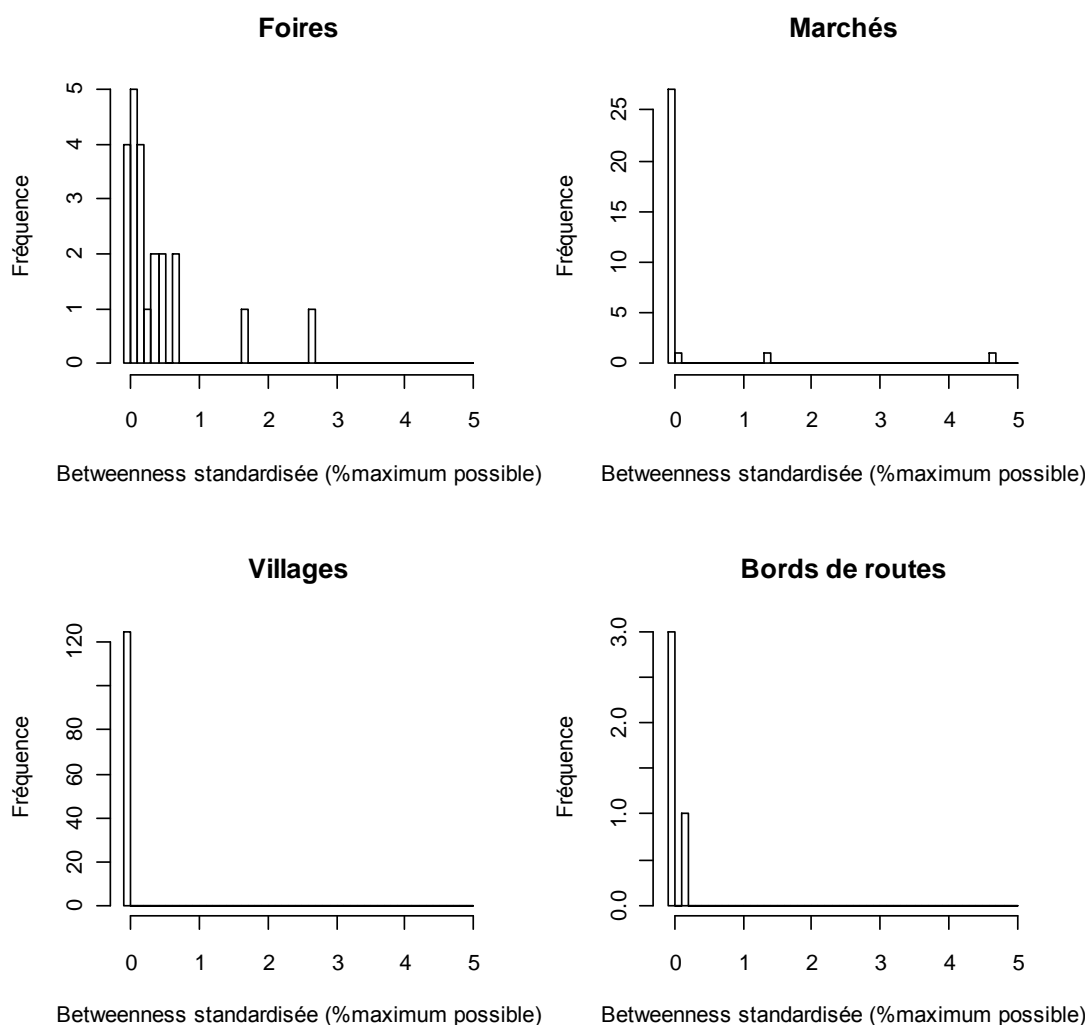 Foires
Fréquence
0 1 2 3 4 5
0 1 2 3 4 5
Betweenness standardisée (%maximum possible)
Marchés
Fréquence
0 5 10 15 20 25
0 1 2 3 4 5
Betweenness standardisée (%maximum possible)
Villages
Fréquence
0 20 40 60 80 120
0 1 2 3 4 5
Betweenness standardisée (%maximum possible)
Bords de routes
Fréquence
0.0 1.0 2.0 3.0
0 1 2 3 4 5
Betweenness standardisée (%maximum possible)